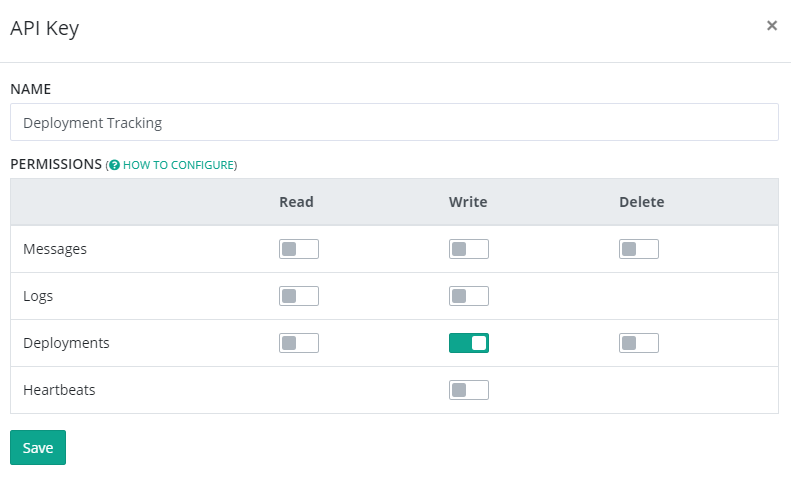 API Key
×
NAME
Deployment Tracking
PERMISSIONS (? HOW TO CONFIGURE)
Read Write Delete
Messages
Logs
Deployments
Heartbeats
Save